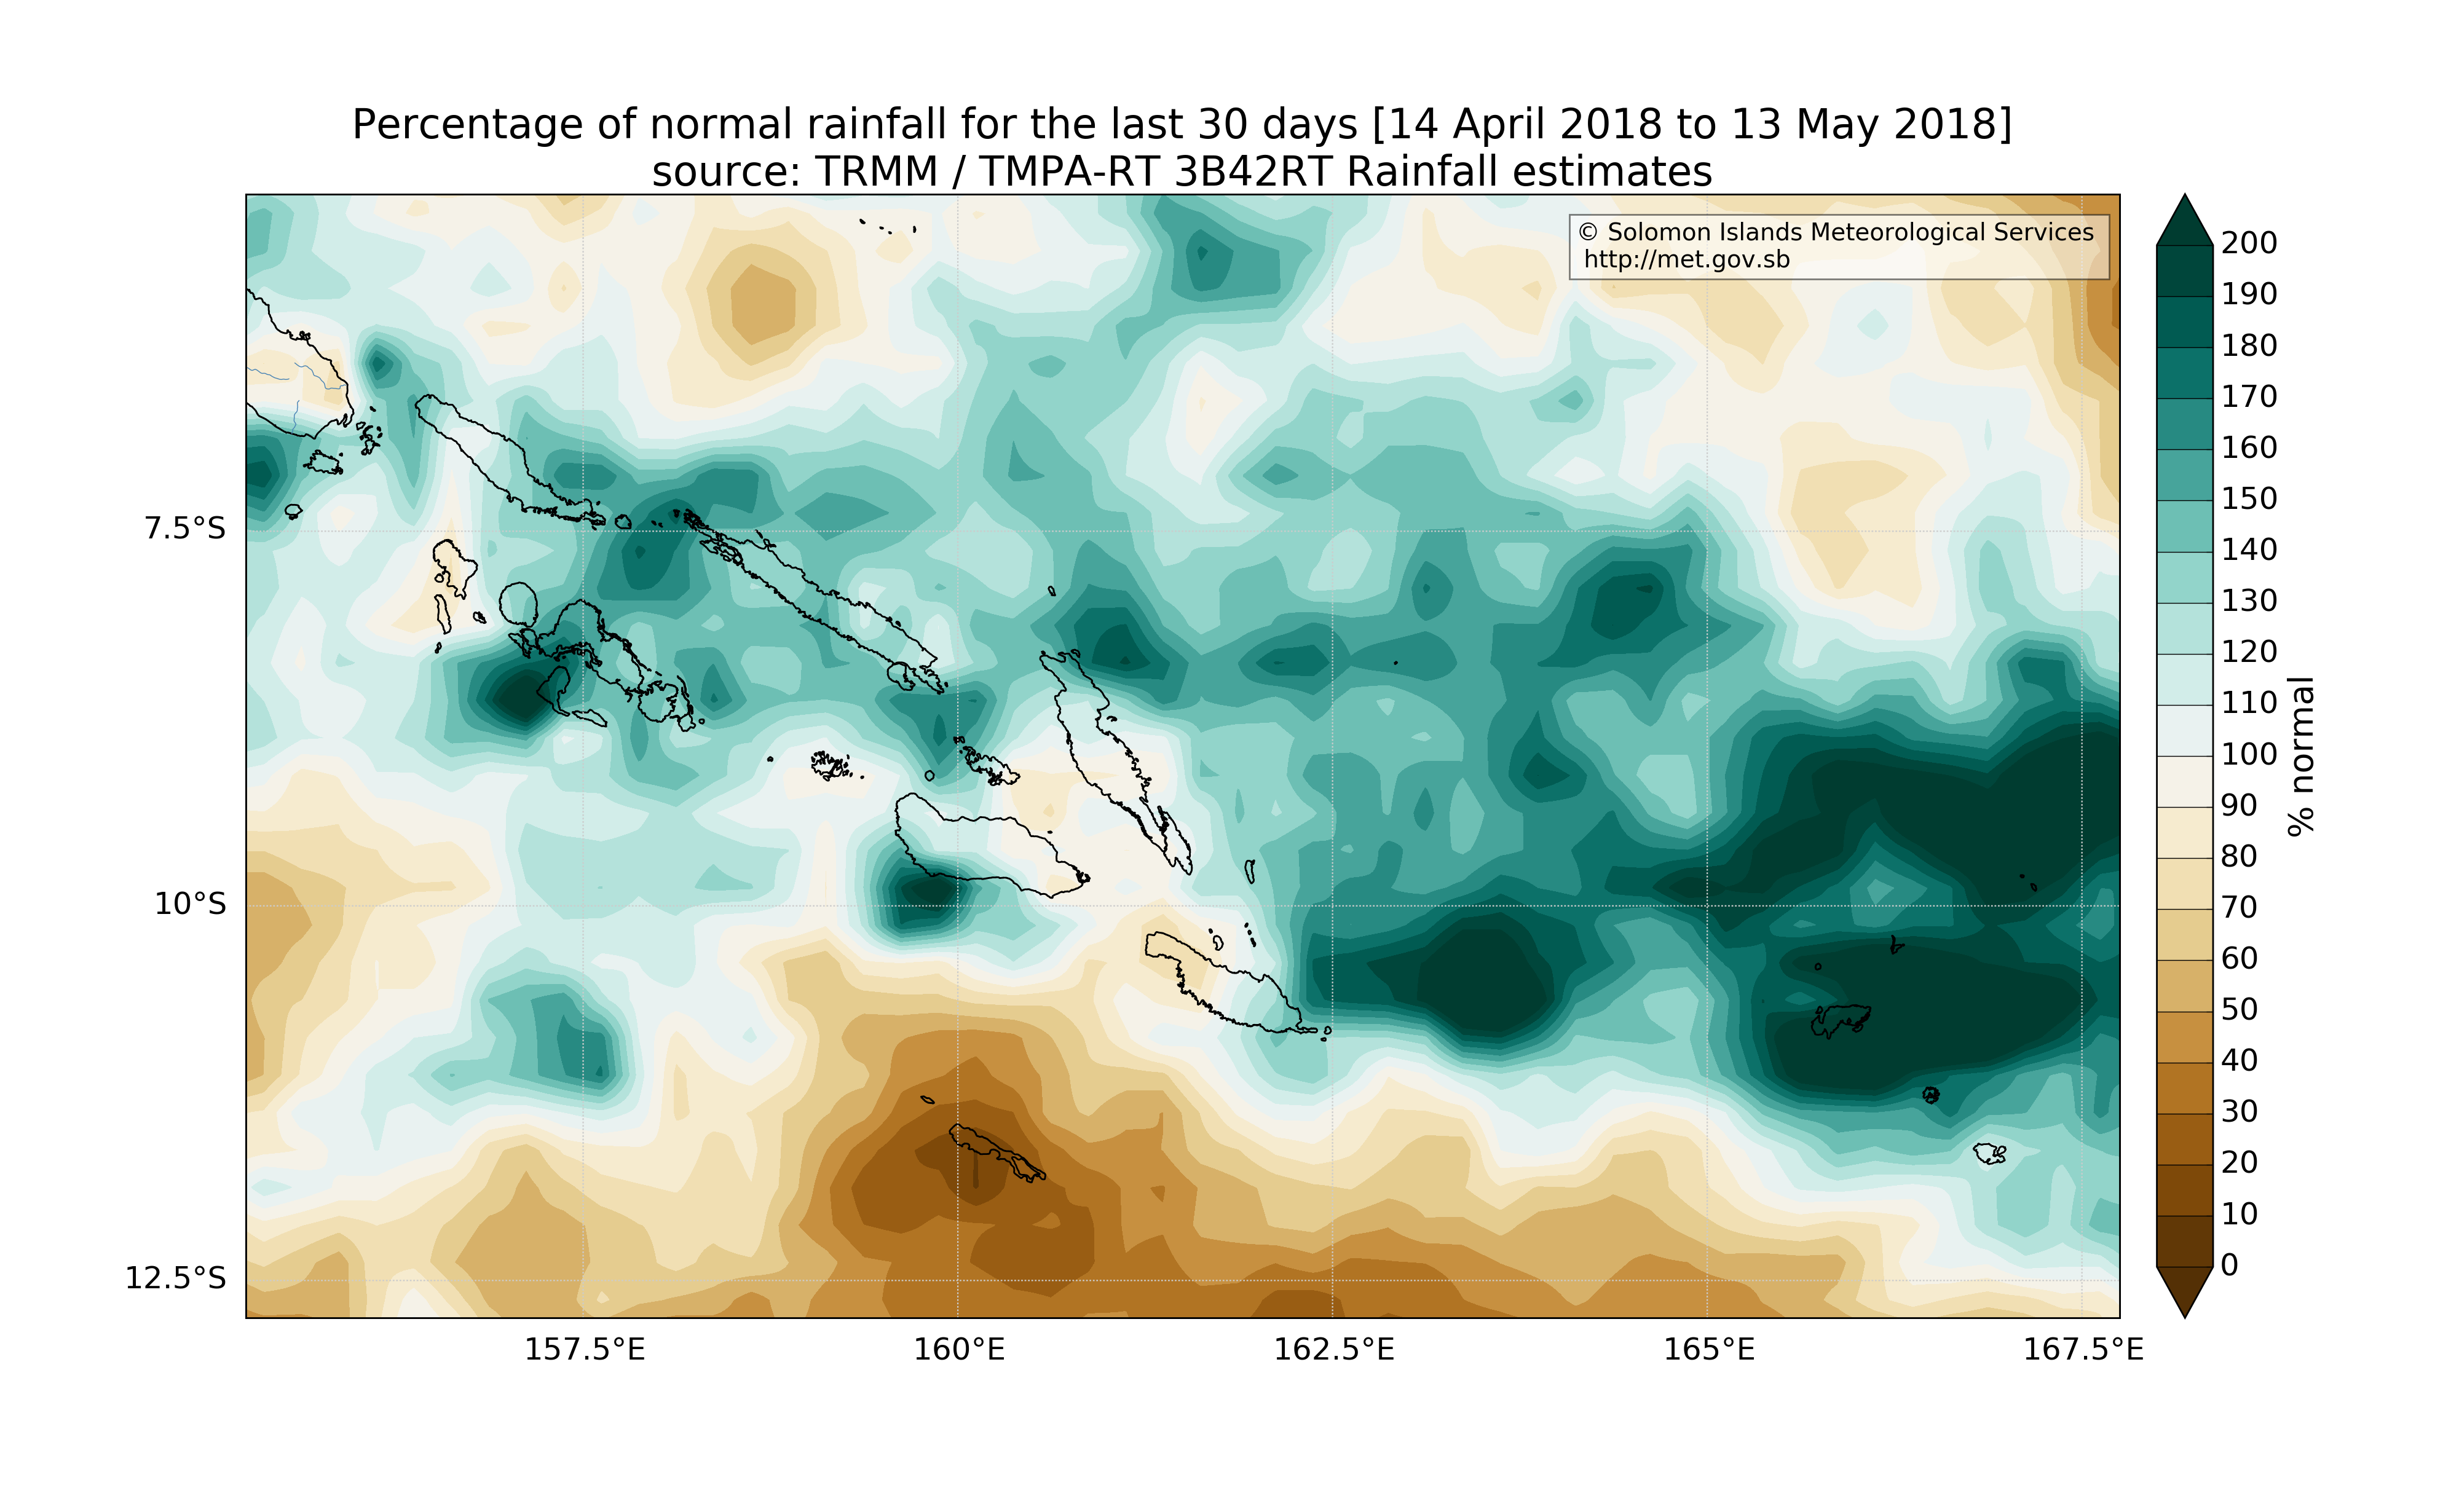 Percentage of normal rainfall for the last 30 days [14 April 2018 to 13 May 2018]
source: TRMM / TMPA-RT 3B42RT Rainfall estimates
© Solomon Islands Meteorological Services
http://met.gov.sb
7.5°S
10°S
12.5°S
157.5°E
160°E
162.5°E
165°E
167.5°E
200
190
180
170
160
150
140
130
120
110
100
90
80
70
60
50
40
30
20
10
0
% normal